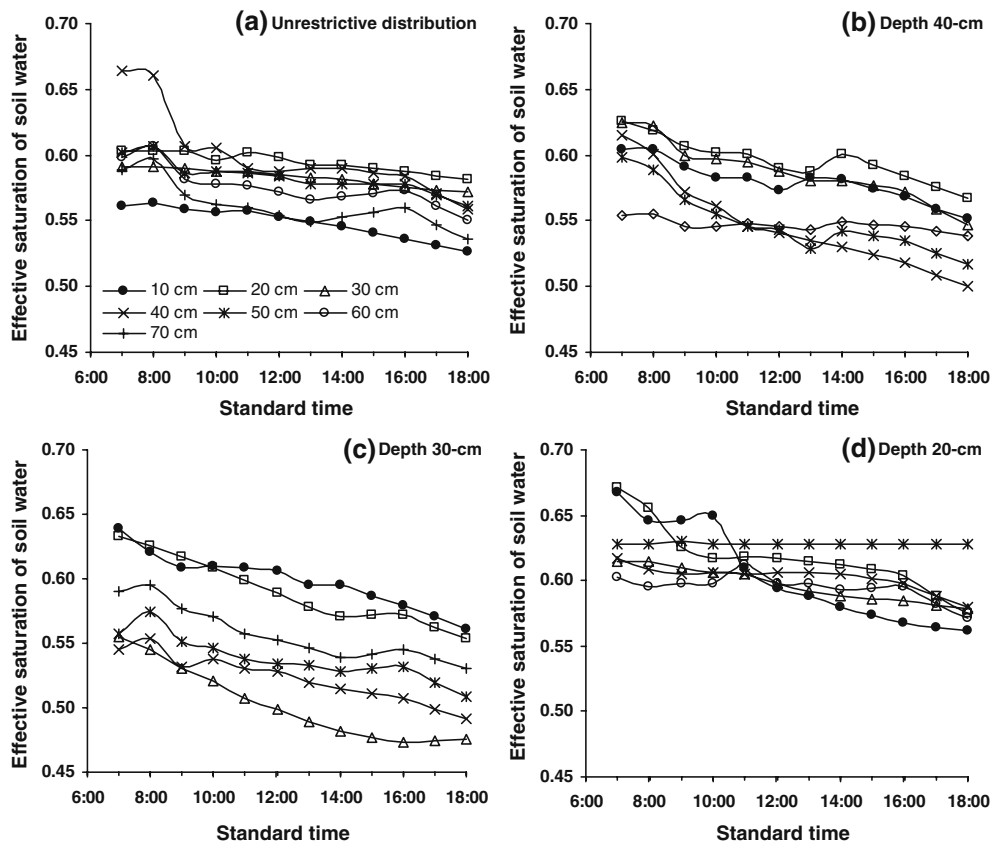 (a) Unrestrictive distribution
0.70
0.65
0.60
0.55
0.50
0.45
Effective saturation of soil water
10 cm 20 cm 30 cm
40 cm 50 cm 60 cm
70 cm
6:00 8:00 10:00 12:00 14:00 16:00 18:00
Standard time
(b) Depth 40-cm
0.70
0.65
0.60
0.55
0.50
0.45
Effective saturation of soil water
6:00 8:00 10:00 12:00 14:00 16:00 18:00
Standard time
(c) Depth 30-cm
0.70
0.65
0.60
0.55
0.50
0.45
Effective saturation of soil water
6:00 8:00 10:00 12:00 14:00 16:00 18:00
Standard time
(d) Depth 20-cm
0.70
0.65
0.60
0.55
0.50
0.45
Effective saturation of soil water
6:00 8:00 10:00 12:00 14:00 16:00 18:00
Standard time